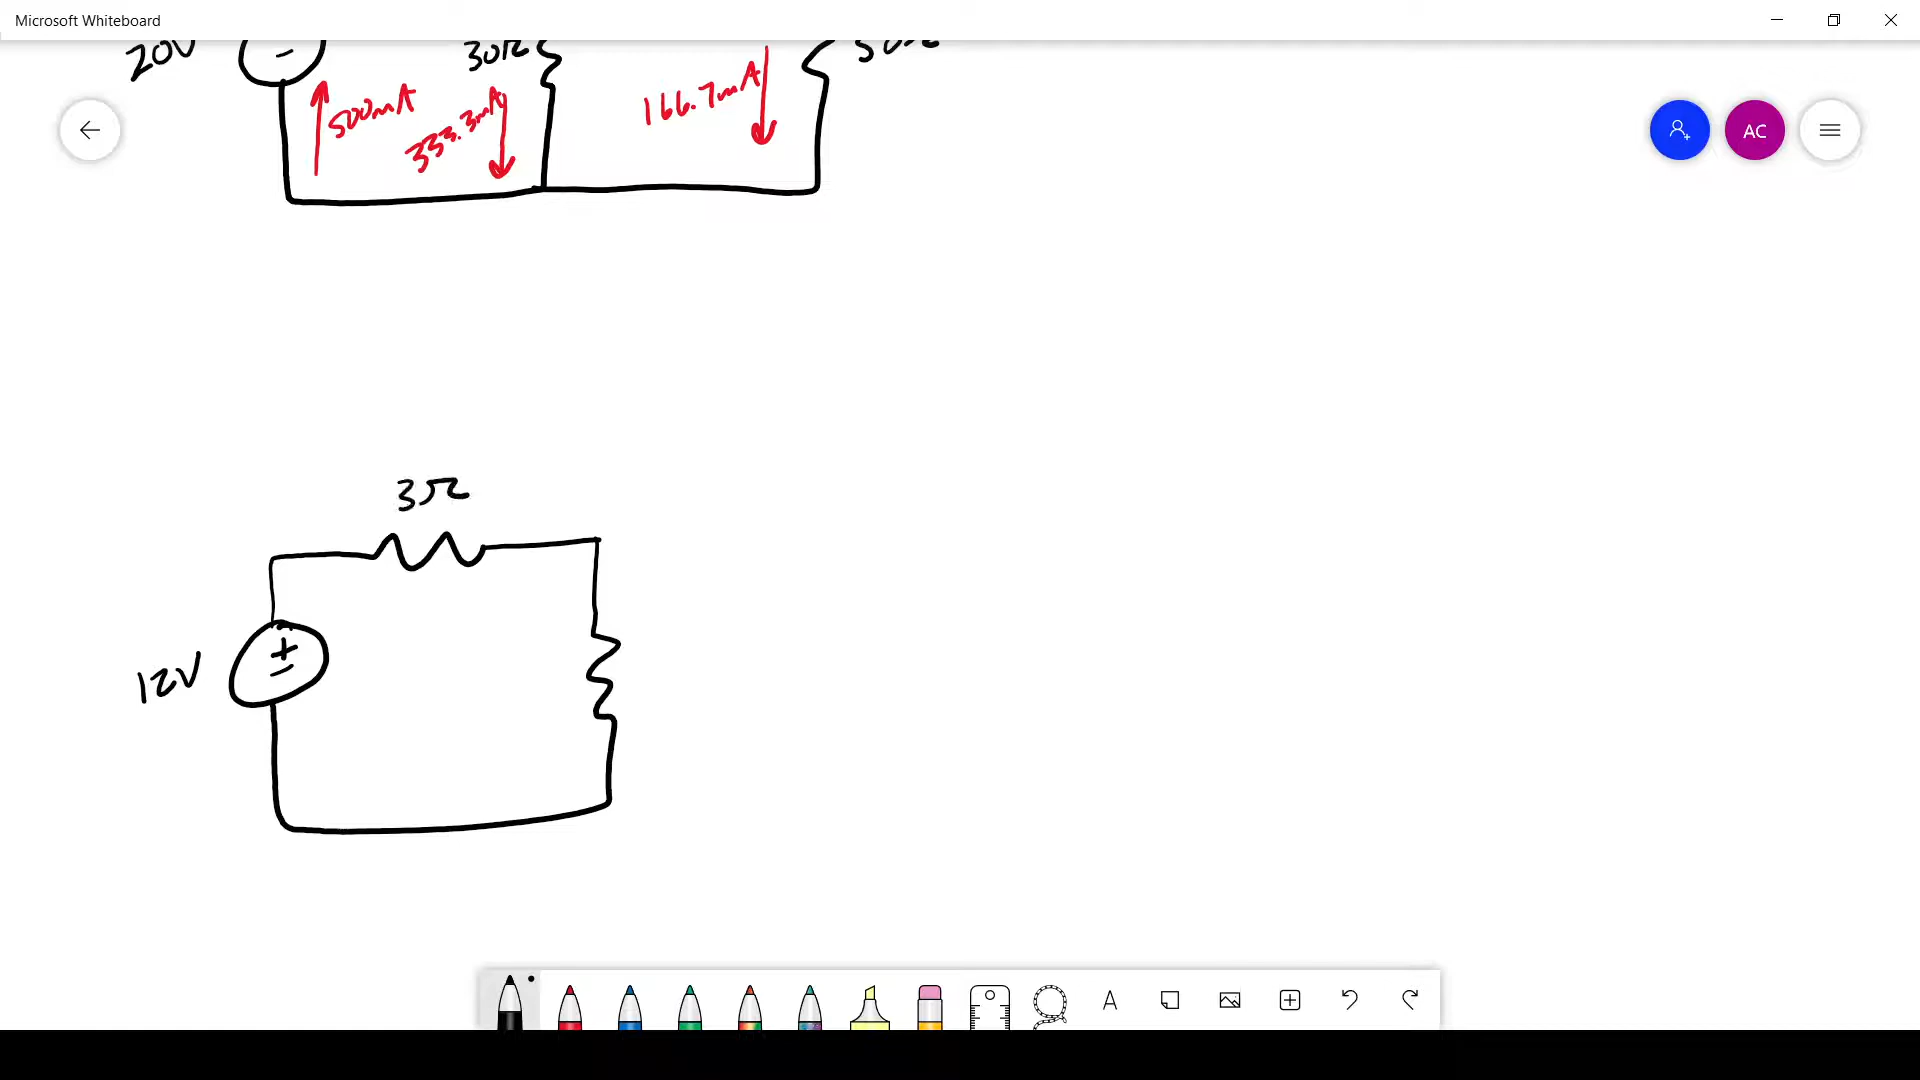 Microsoft Whiteboard
20V
30Ω
500mA
333.3mA
166.7mA
AC
3Ω
12V
+
-
A